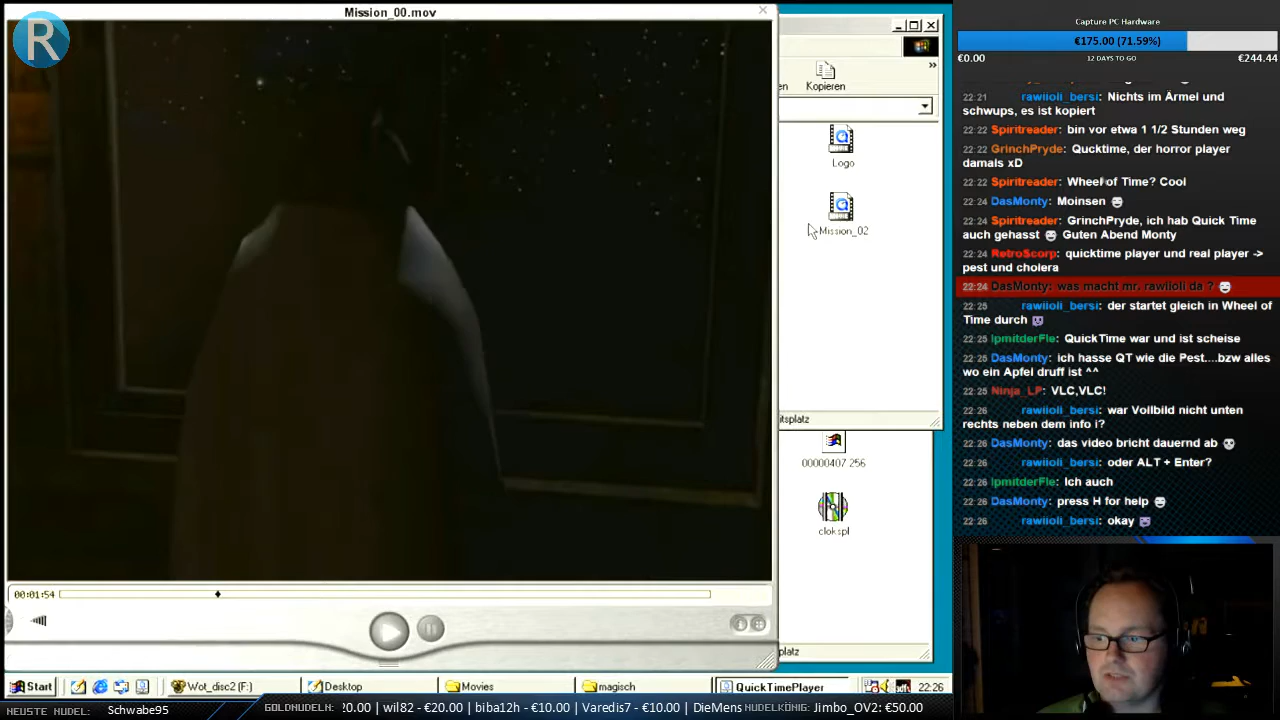 Mission_00.mov
R
en
Kopieren
»
Logo
Mission_02
itsplatz
00000407.256
clokspl
platz
00:01:54
Start
Wot_disc2 (F:)
Desktop
Movies
magisch
QuickTimePlayer
22:26
NEUSTE NUDEL:
Schwabe95
GOLDNUDELN:
20.00 | wil82 - €20.00 | biba12h - €10.00 | Varedis7 - €10.00 | DieMens
NUDELKÖNIG:
Jimbo_OV2: €50.00
Capture PC Hardware
€175.00 (71.59%)
€0.00
12 DAYS TO GO
€244.44
22:21 rawiioli_bersi: Nichts im Ärmel und
schwups, es ist kopiert
22:22 Spiritreader: bin vor etwa 1 1/2 Stunden weg
22:22 GrinchPryde: Qucktime, der horror player
damals xD
22:22 Spiritreader: Wheel of Time? Cool
22:24 DasMonty: Moinsen
22:24 Spiritreader: GrinchPryde, ich hab Quick Time
auch gehasst Guten Abend Monty
22:24 RetroScorp: quicktime player und real player ->
pest und cholera
22:24 DasMonty: was macht mr. rawiioli da ?
22:25 rawiioli_bersi: der startet gleich in Wheel of
Time durch
22:25 IpmitderFle: QuickTime war und ist scheise
22:25 DasMonty: ich hasse QT wie die Pest....bzw alles
wo ein Apfel druff ist ^^
22:25 Ninja_LP: VLC,VLC!
22:26 rawiioli_bersi: war Vollbild nicht unten
rechts neben dem info i?
22:26 DasMonty: das video bricht dauernd ab
22:26 rawiioli_bersi: oder ALT + Enter?
22:26 IpmitderFle: Ich auch
22:26 DasMonty: press H for help
22:26 rawiioli_bersi: okay